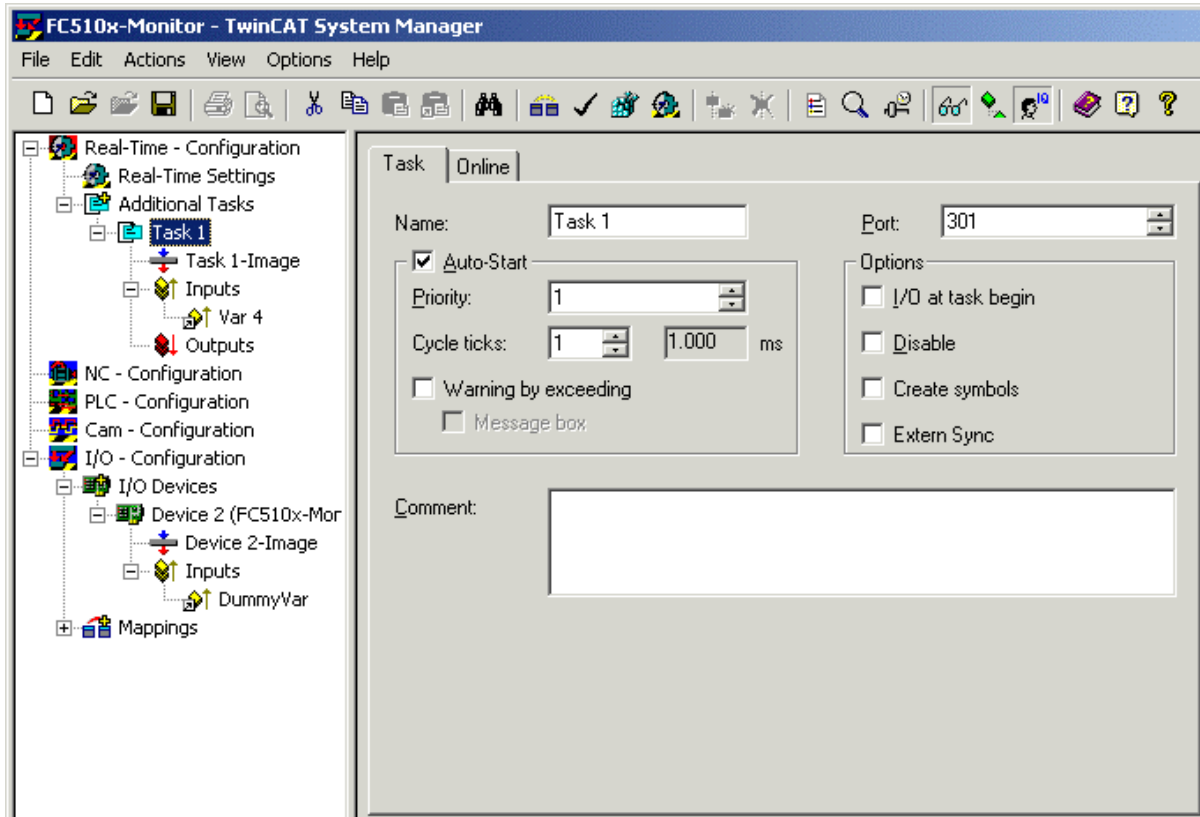 FC510x-Monitor - TwinCAT System Manager
File Edit Actions View Options Help
Real-Time - Configuration
Real-Time Settings
Additional Tasks
Task 1
Task 1-Image
Inputs
Var 4
Outputs
NC - Configuration
PLC - Configuration
Cam - Configuration
I/O - Configuration
I/O Devices
Device 2 (FC510x-Mor
Device 2-Image
Inputs
DummyVar
Mappings
Task Online
Name: Task 1 Port: 301
Auto-Start
Priority: 1
Cycle ticks: 1 1.000 ms
Warning by exceeding
Message box
Options
I/O at task begin
Disable
Create symbols
Extern Sync
Comment: